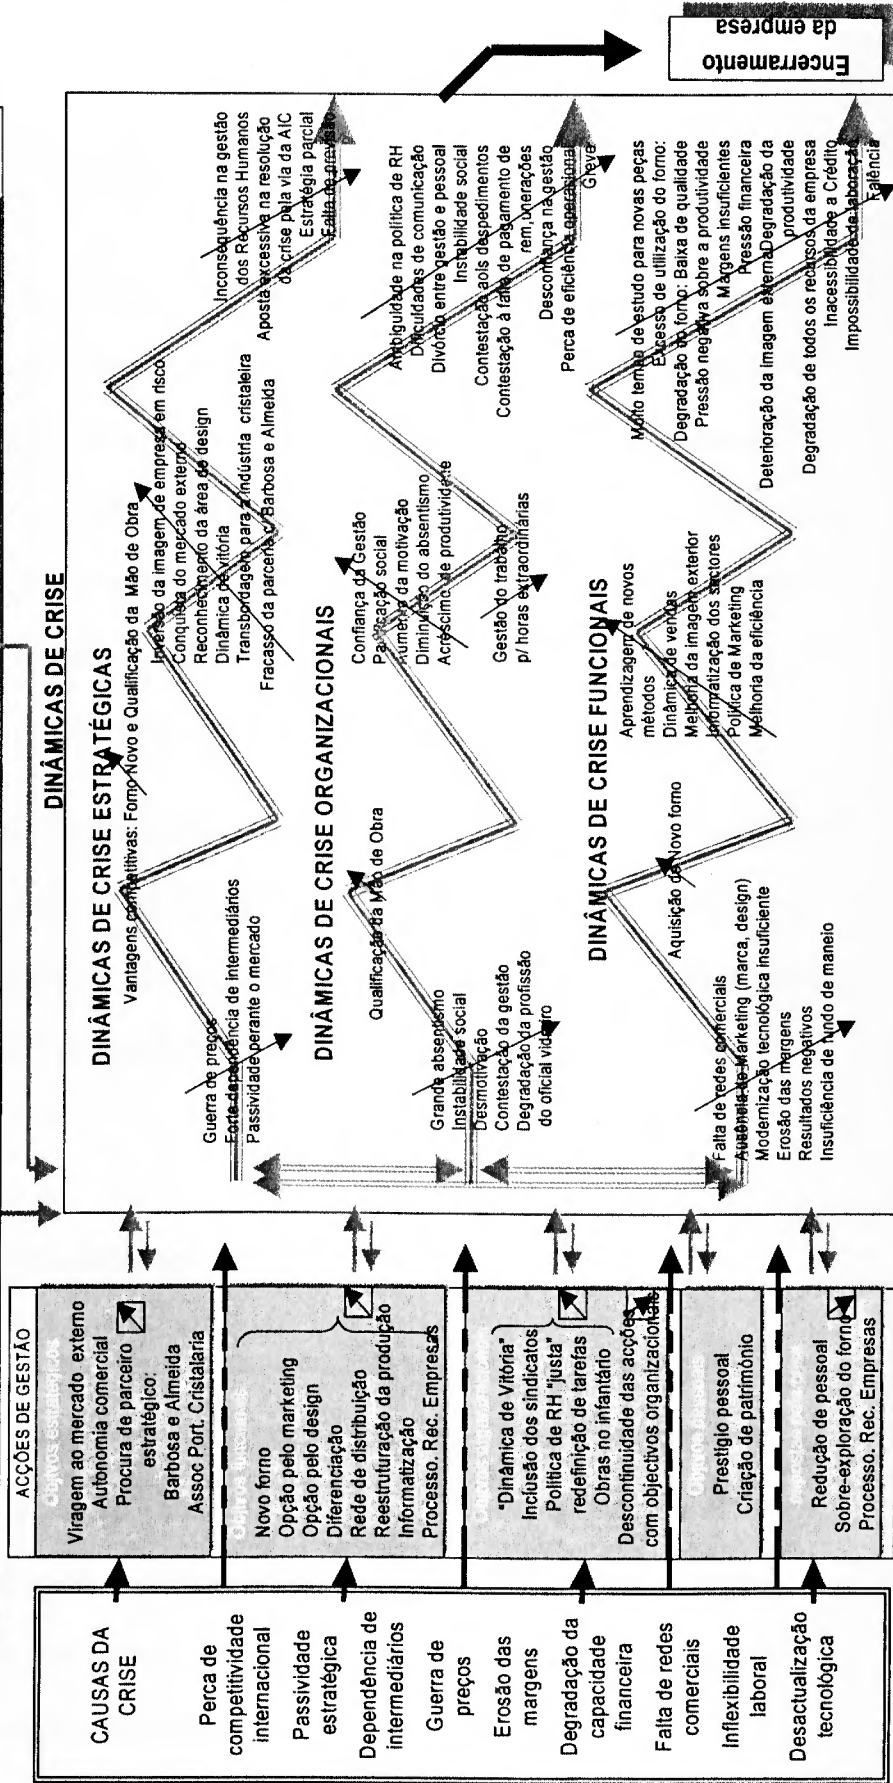 CAUSAS DA
CRISE
Perca de
competitividade
internacional
Passividade
estratégica
Dependência de
intermediários
Guerra de
preços
Erosão das
margens
Degradação da
capacidade
financeira
Falta de redes
comerciais
Inflexibilidade
laboral
Desactualização
tecnológica
ACÇÕES DE GESTÃO
Viragem ao mercado externo
Autonomia comercial
Procura de parceiro
estratégico:
Barbosa e Almeida
Assoc Port. Cristalaria
Novo forno
Opção pelo marketing
Opção pelo design
Diferenciação
Rede de distribuição
Reestruturação da produção
Informatização
Processo. Rec. Empresas
"Dinâmica de Vitória"
Inclusão dos sindicatos
Política de RH "justa"
redefinição de tarefas
Obras no infantário
Descontinuidade das acções
com objectivos organizacionais
Prestígio pessoal
Criação de património
Redução de pessoal
Sobre-exploração do forno
Processo. Rec. Empresas
DINÂMICAS DE CRISE
DINÂMICAS DE CRISE ESTRATÉGICAS
Guerra de preços
Forte dependência de intermediários
Passividade perante o mercado
Vantagens competitivas: Forno Novo e Qualificação da Mão de Obra
Inversão da imagem de empresa em risco
Conquista do mercado externo
Reconhecimento da área de design
Dinâmica de vitória
Transbordagem para a indústria cristaleira
Fracasso da parceria c/ Barbosa e Almeida
Inconsequência na gestão
dos Recursos Humanos
Aposta excessiva na resolução
da crise pela via da AIC
Estratégia parcial
Falta de previsão
DINÂMICAS DE CRISE ORGANIZACIONAIS
Grande absentismo
Instabilidade social
Desmotivação
Contestação da gestão
Degradação da profissão
do oficial vidreiro
Qualificação da Mão de Obra
Confiança da Gestão
Pacificação social
Aumento da motivação
Diminuição do absentismo
Acréscimo de produtividade
Gestão do trabalho
p/ horas extraordinárias
Ambiguidade na política de RH
Dificuldades de comunicação
Divórcio entre gestão e pessoal
Instabilidade social
Contestação aols despedimentos
Contestação à falta de pagamento de
remunerações
Desconfiança na gestão
Perca de eficiência operacional
Greve
DINÂMICAS DE CRISE FUNCIONAIS
Falta de redes comerciais
Ausência de Marketing (marca, design)
Modernização tecnológica insuficiente
Erosão das margens
Resultados negativos
Insuficiência de fundo de maneio
Aquisição de Novo forno
Aprendizagem de novos
métodos
Dinâmica de vendas
Melhoria da imagem exterior
Informatização dos sectores
Política de Marketing
Melhoria da eficiência
Muito tempo de estudo para novas peças
Excesso de utilização do forno:
Degradação do forno: Baixa de qualidade
Pressão negativa sobre a produtividade
Margens insuficientes
Pressão financeira
Deterioração da imagem externaDegradação da
produtividade
Degradação de todos os recursos da empresa
Inacessibilidade a Crédito
Impossibilidade de laboração
Falência
Encerramento
da empresa